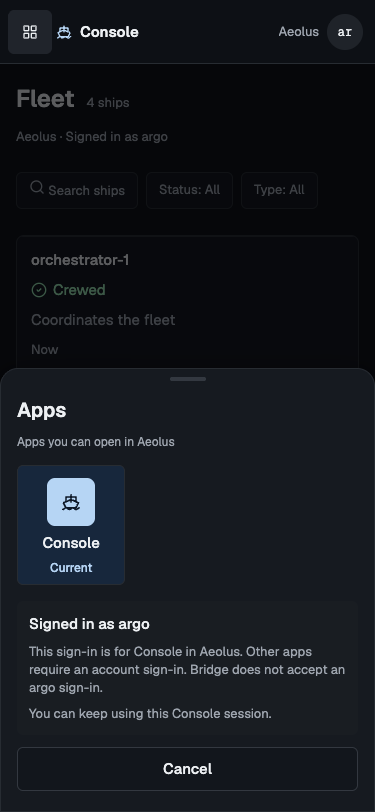 Console
Aeolus
ar
Fleet
4 ships
Aeolus · Signed in as argo
Search ships
Status: All
Type: All
orchestrator-1
Crewed
Coordinates the fleet
Now
Apps
Apps you can open in Aeolus
Console
Current
Signed in as argo
This sign-in is for Console in Aeolus. Other apps
require an account sign-in. Bridge does not accept an
argo sign-in.
You can keep using this Console session.
Cancel